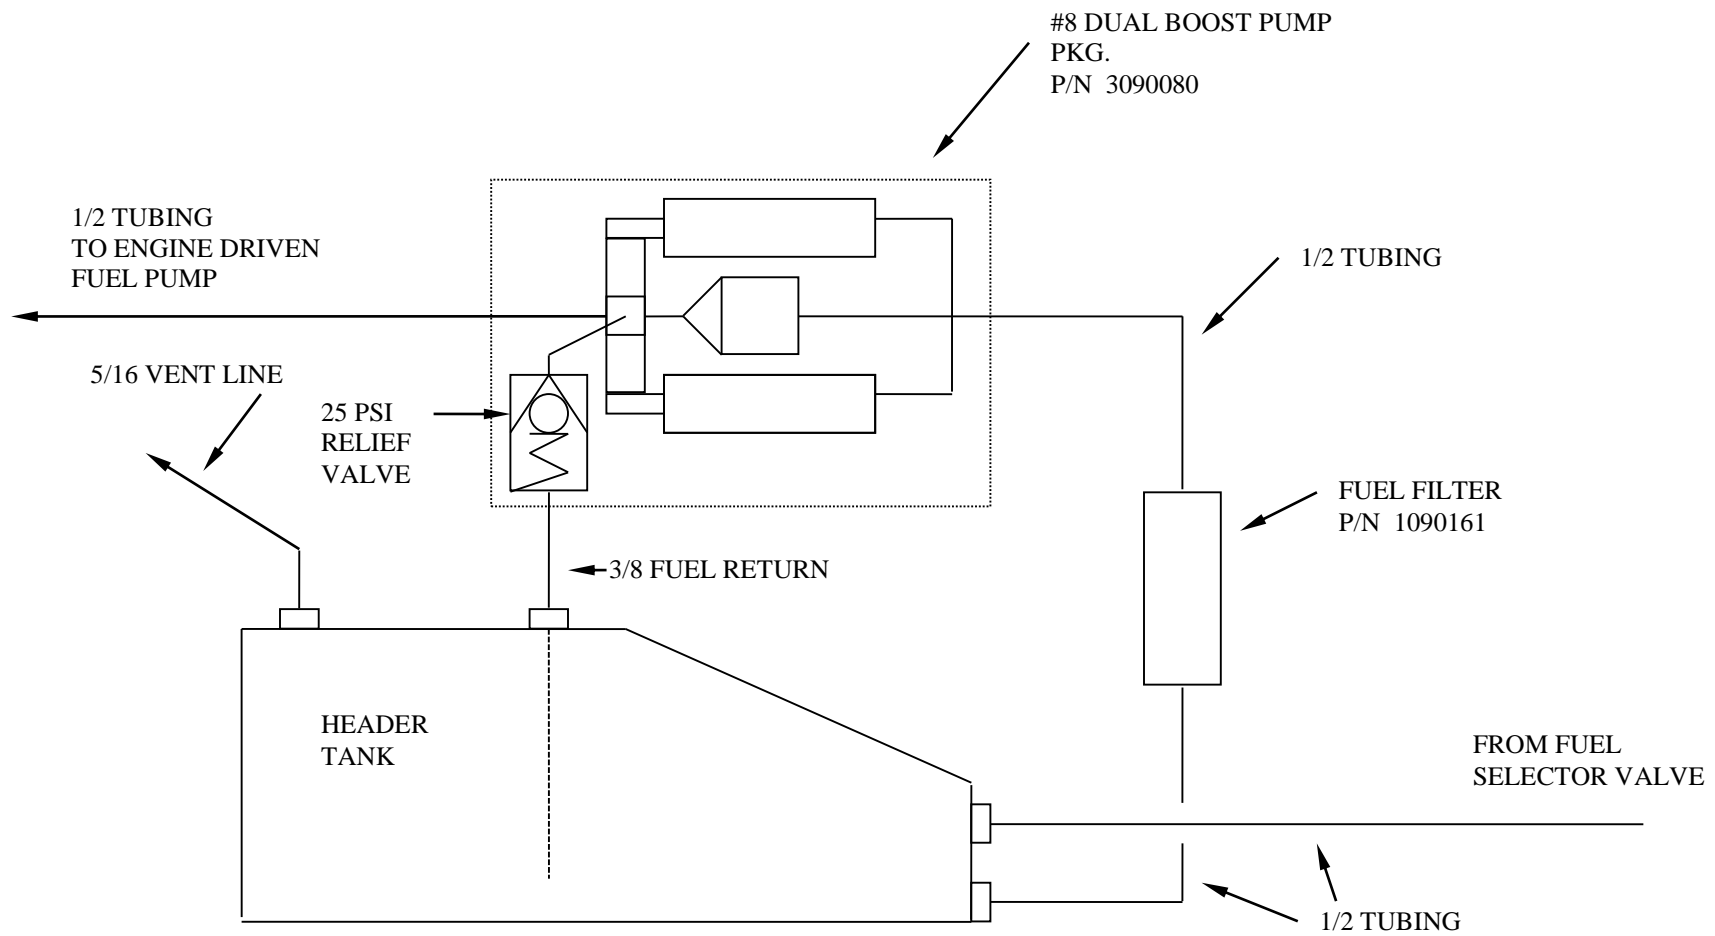 #8 DUAL BOOST PUMP
PKG.
P/N  3090080
1/2 TUBING
TO ENGINE DRIVEN
FUEL PUMP
1/2 TUBING
5/16 VENT LINE
25 PSI
RELIEF
VALVE
FUEL FILTER
P/N  1090161
3/8 FUEL RETURN
HEADER
TANK
FROM FUEL
SELECTOR VALVE
1/2 TUBING